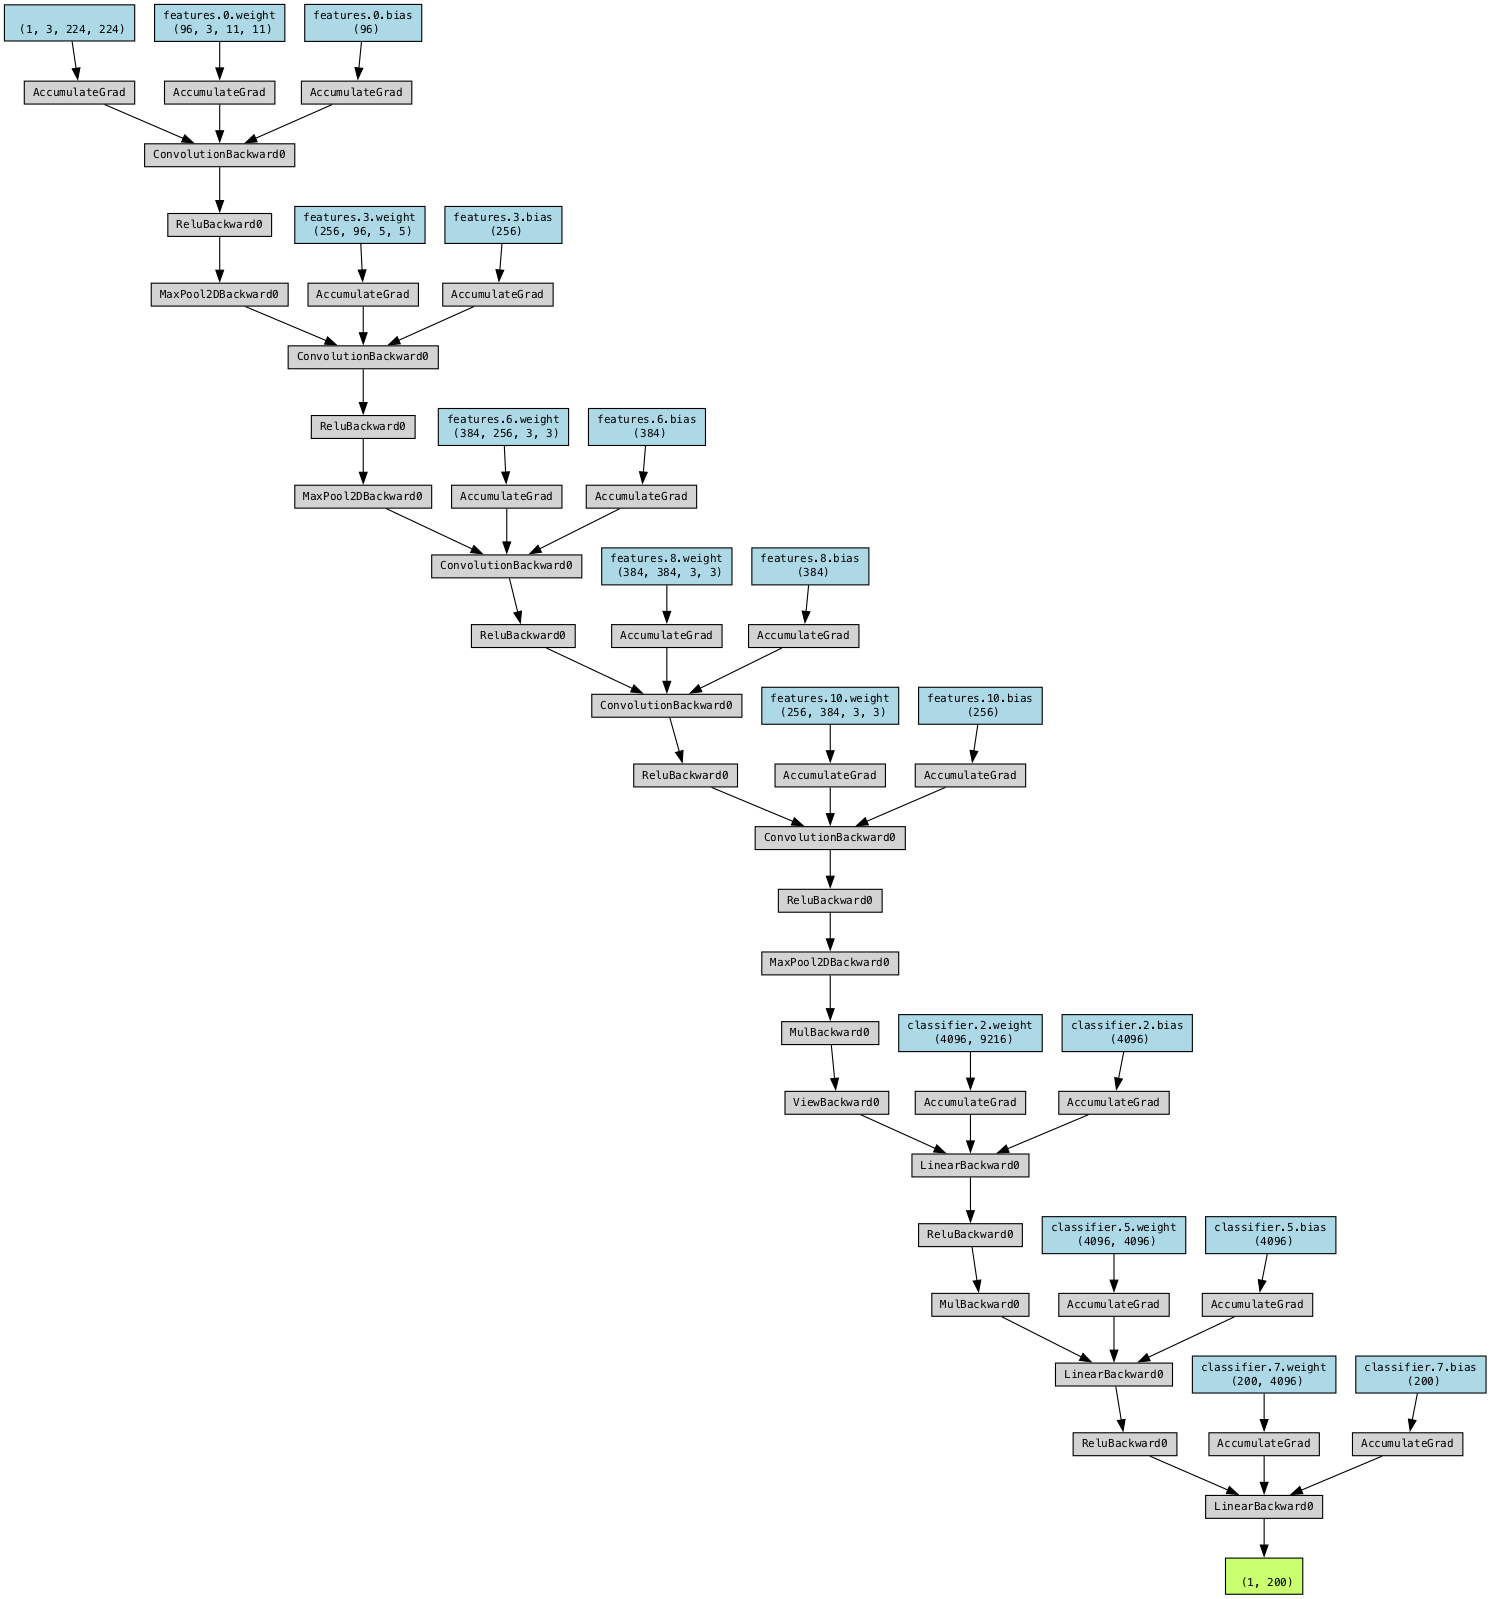 (1, 3, 224, 224)
features.0.weight
(96, 3, 11, 11)
features.0.bias
(96)
AccumulateGrad
AccumulateGrad
AccumulateGrad
ConvolutionBackward0
ReluBackward0
features.3.weight
(256, 96, 5, 5)
features.3.bias
(256)
MaxPool2DBackward0
AccumulateGrad
AccumulateGrad
ConvolutionBackward0
ReluBackward0
features.6.weight
(384, 256, 3, 3)
features.6.bias
(384)
MaxPool2DBackward0
AccumulateGrad
AccumulateGrad
ConvolutionBackward0
features.8.weight
(384, 384, 3, 3)
features.8.bias
(384)
ReluBackward0
AccumulateGrad
AccumulateGrad
ConvolutionBackward0
features.10.weight
(256, 384, 3, 3)
features.10.bias
(256)
ReluBackward0
AccumulateGrad
AccumulateGrad
ConvolutionBackward0
ReluBackward0
MaxPool2DBackward0
MulBackward0
classifier.2.weight
(4096, 9216)
classifier.2.bias
(4096)
ViewBackward0
AccumulateGrad
AccumulateGrad
LinearBackward0
ReluBackward0
classifier.5.weight
(4096, 4096)
classifier.5.bias
(4096)
MulBackward0
AccumulateGrad
AccumulateGrad
LinearBackward0
classifier.7.weight
(200, 4096)
classifier.7.bias
(200)
ReluBackward0
AccumulateGrad
AccumulateGrad
LinearBackward0
(1, 200)